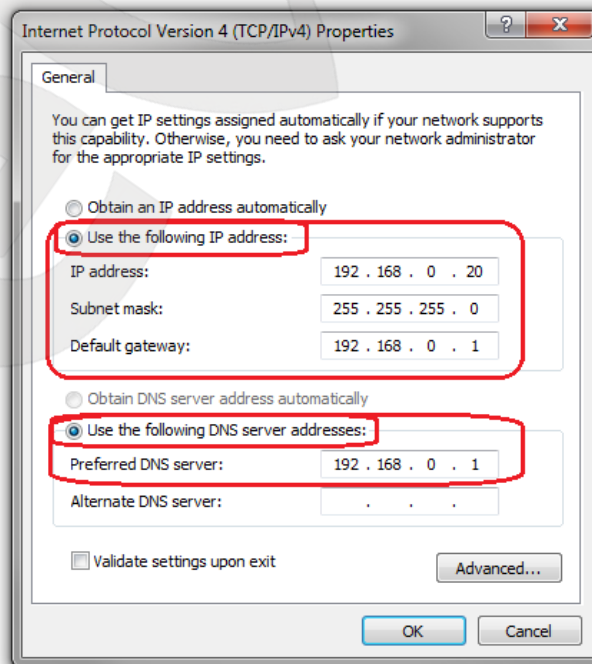 Internet Protocol Version 4 (TCP/IPv4) Properties
General
You can get IP settings assigned automatically if your network supports
this capability. Otherwise, you need to ask your network administrator
for the appropriate IP settings.
Obtain an IP address automatically
Use the following IP address:
IP address: 192 . 168 . 0 . 20
Subnet mask: 255 . 255 . 255 . 0
Default gateway: 192 . 168 . 0 . 1
Obtain DNS server address automatically
Use the following DNS server addresses:
Preferred DNS server: 192 . 168 . 0 . 1
Alternate DNS server: . . .
Validate settings upon exit
Advanced...
OK Cancel